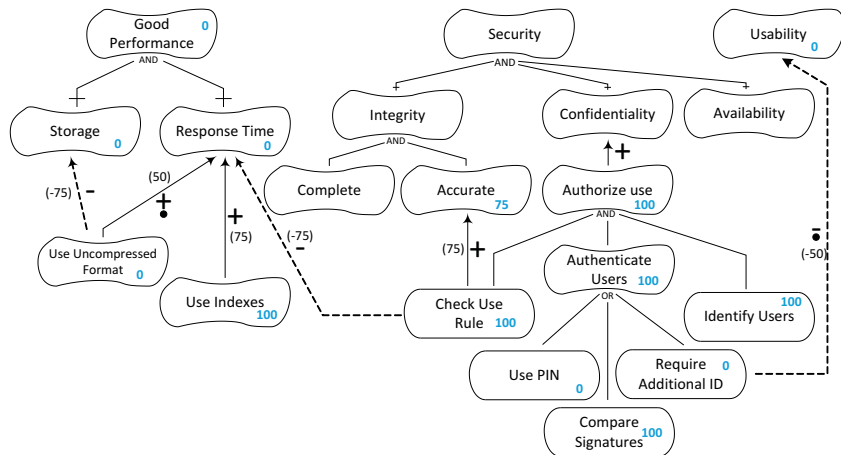 Good
Performance
0
Security
Usability
0
AND
AND
Storage
0
Response Time
0
Integrity
Confidentiality
Availability
AND
+
(-75)
-
(50)
+
+
(75)
(-75)
-
Complete
Accurate
75
Authorize use
100
AND
-
(-50)
Use Uncompressed
Format
0
Use Indexes
100
(75)
+
Authenticate
Users
100
OR
Check Use
Rule
100
100
Identify Users
Use PIN
0
Require
Additional ID
0
Compare
Signatures
100